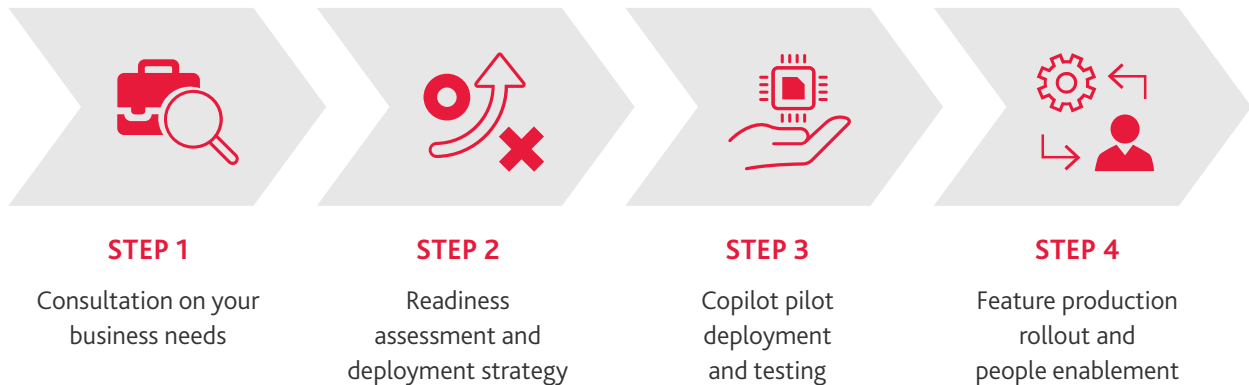 STEP 1
Consultation on your
business needs
STEP 2
Readiness
assessment and
deployment strategy
STEP 3
Copilot pilot
deployment
and testing
STEP 4
Feature production
rollout and
people enablement